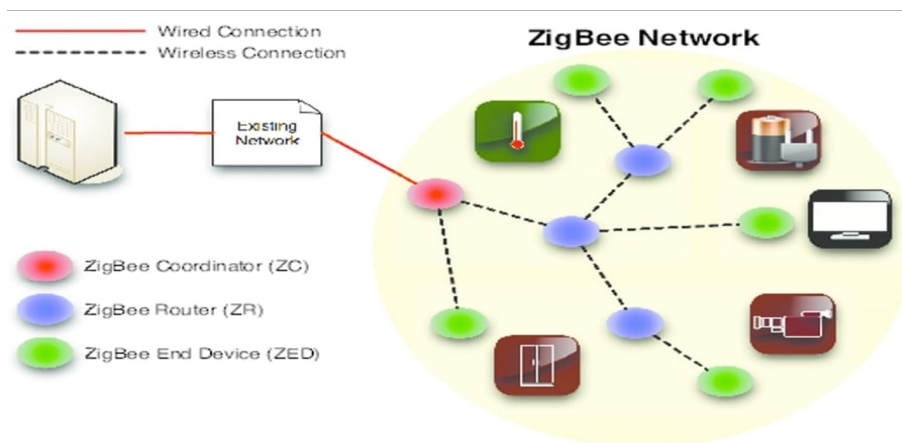 Wired Connection
Wireless Connection
ZigBee Network
Existing
Network
ZigBee Coordinator (ZC)
ZigBee Router (ZR)
ZigBee End Device (ZED)